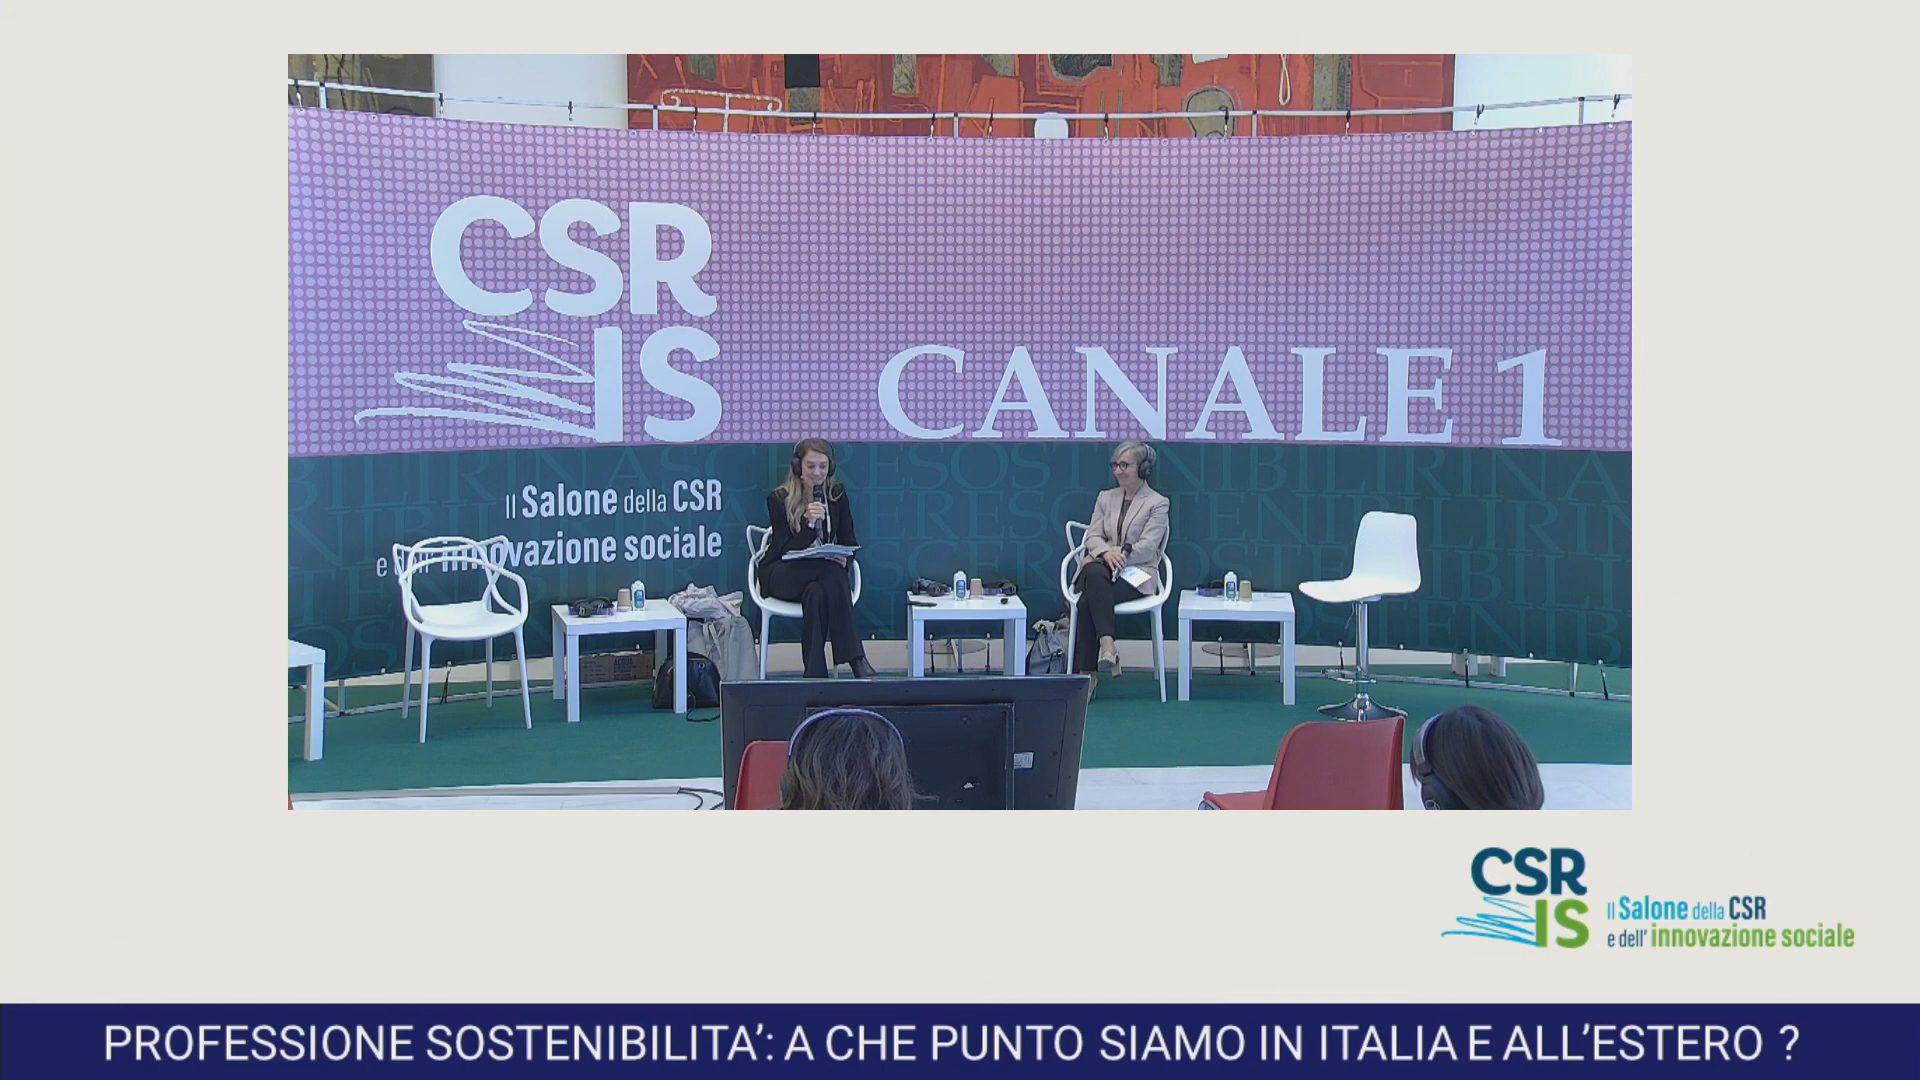 CSR
IS
CANALE 1
Il Salone della CSR
e dell'innovazione sociale
CSR
IS
Il Salone della CSR
e dell'innovazione sociale
PROFESSIONE SOSTENIBILITA’: A CHE PUNTO SIAMO IN ITALIA E ALL’ESTERO ?